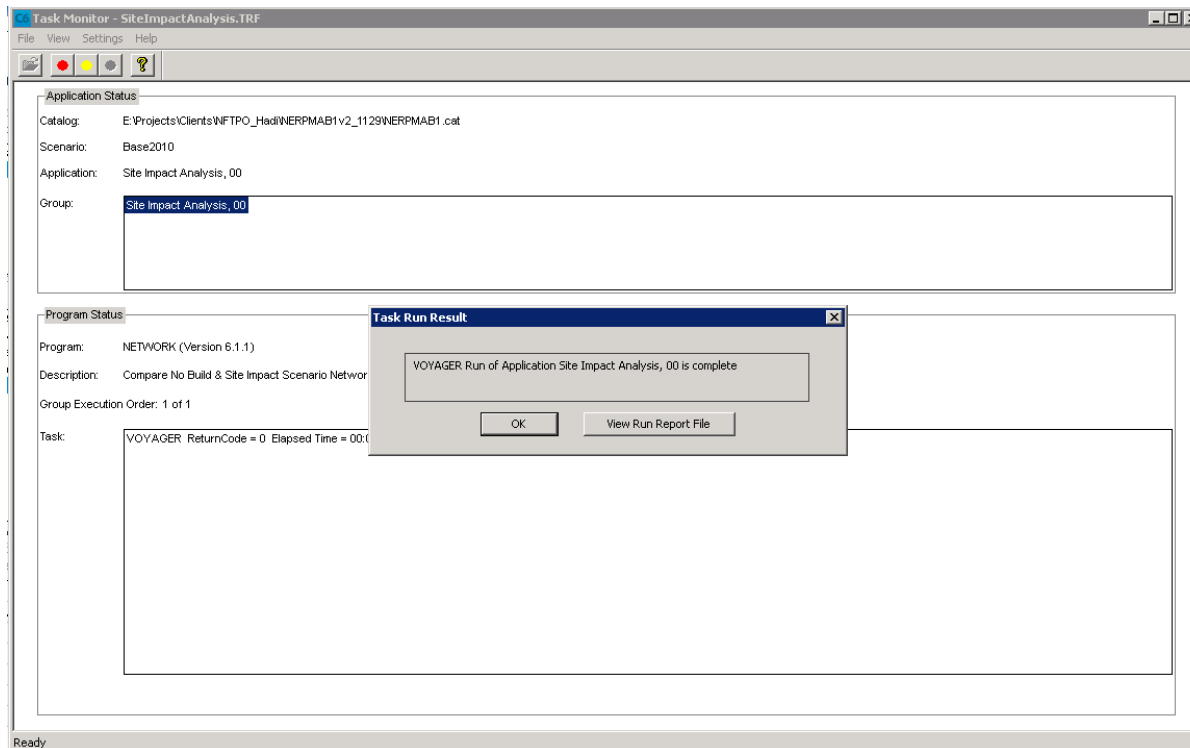 C6 Task Monitor - SiteImpactAnalysis.TRF
File View Settings Help
Application Status
Catalog: E:\Projects\Clients\NFTPO_Hadi\NERPMAB1v2_1129\NERPMAB1.cat
Scenario: Base2010
Application: Site Impact Analysis, 00
Group: Site Impact Analysis, 00
Program Status
Program: NETWORK (Version 6.1.1)
Description: Compare No Build & Site Impact Scenario Networ
Group Execution Order: 1 of 1
Task: VOYAGER ReturnCode = 0 Elapsed Time = 00:0
Task Run Result
VOYAGER Run of Application Site Impact Analysis, 00 is complete
OK View Run Report File
Ready